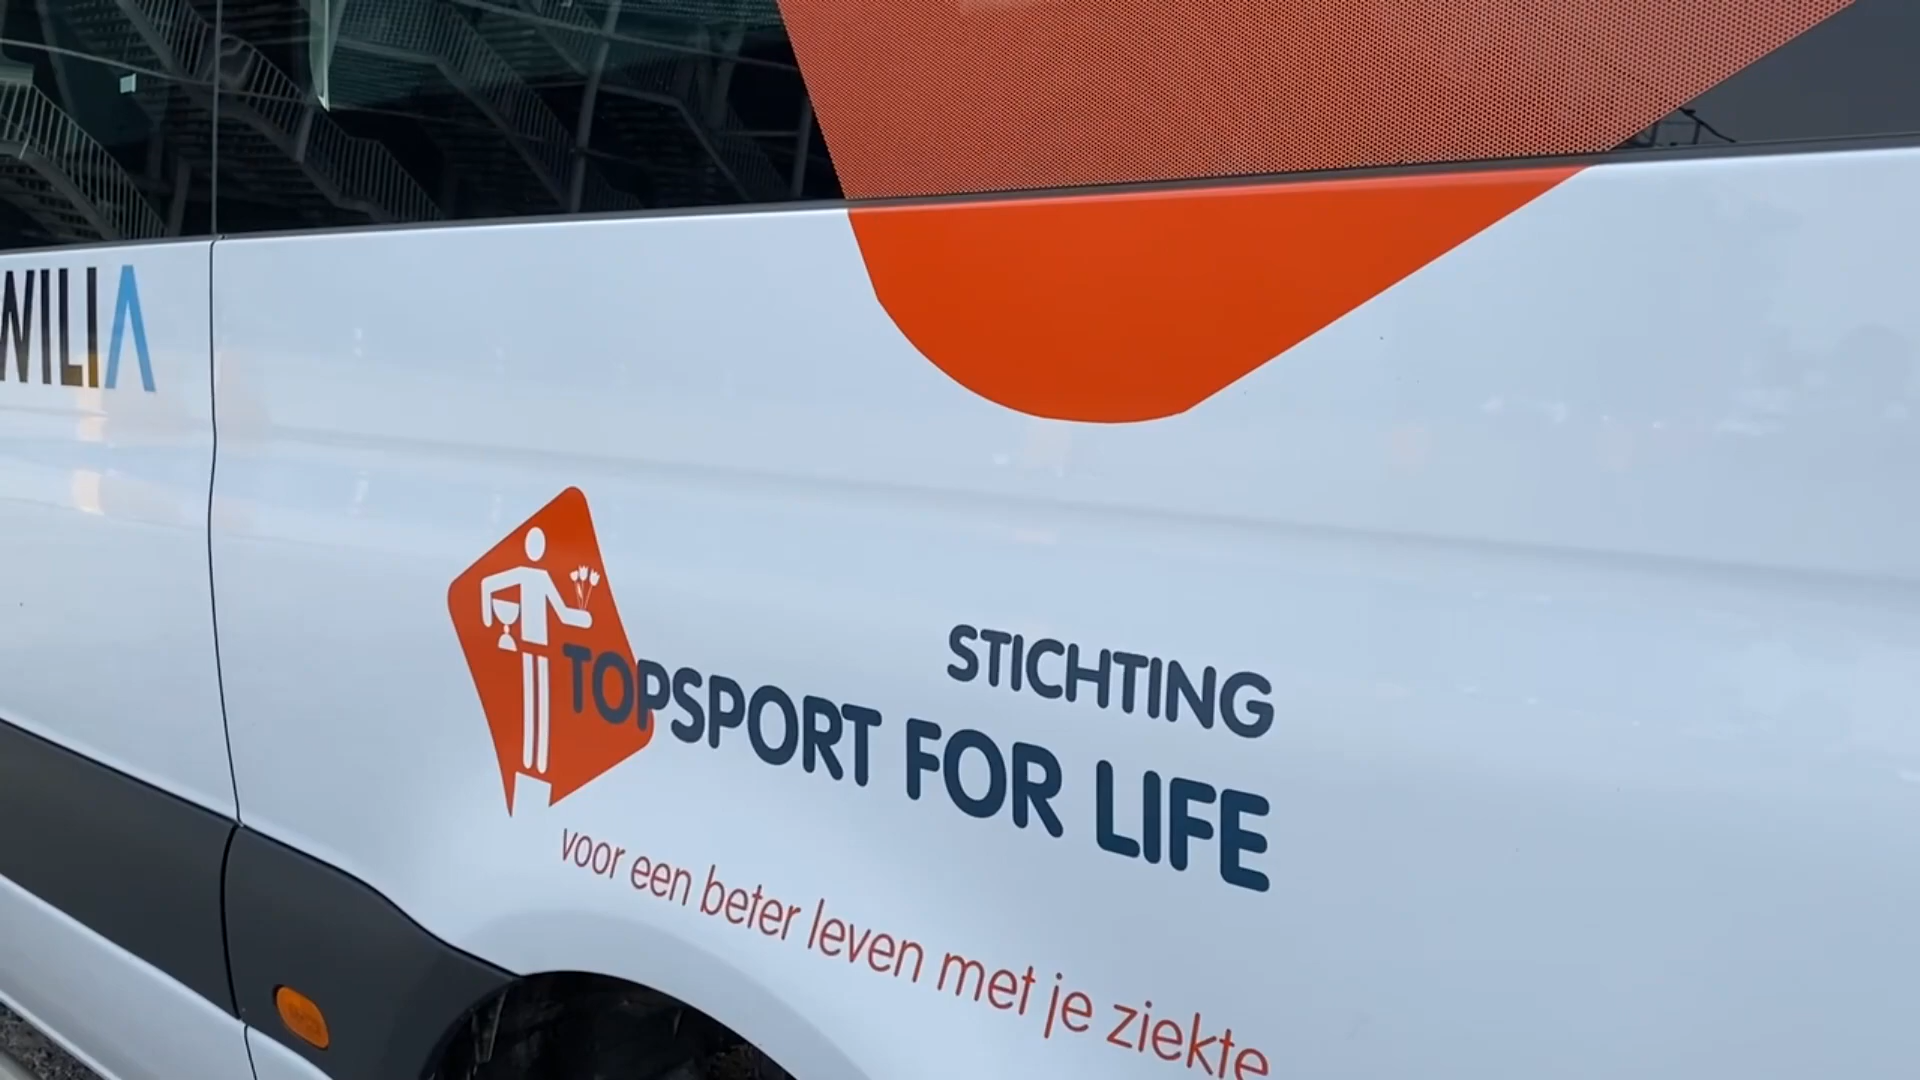 WILIA
STICHTING
TOPSPORT FOR LIFE
voor een beter leven met je ziekte